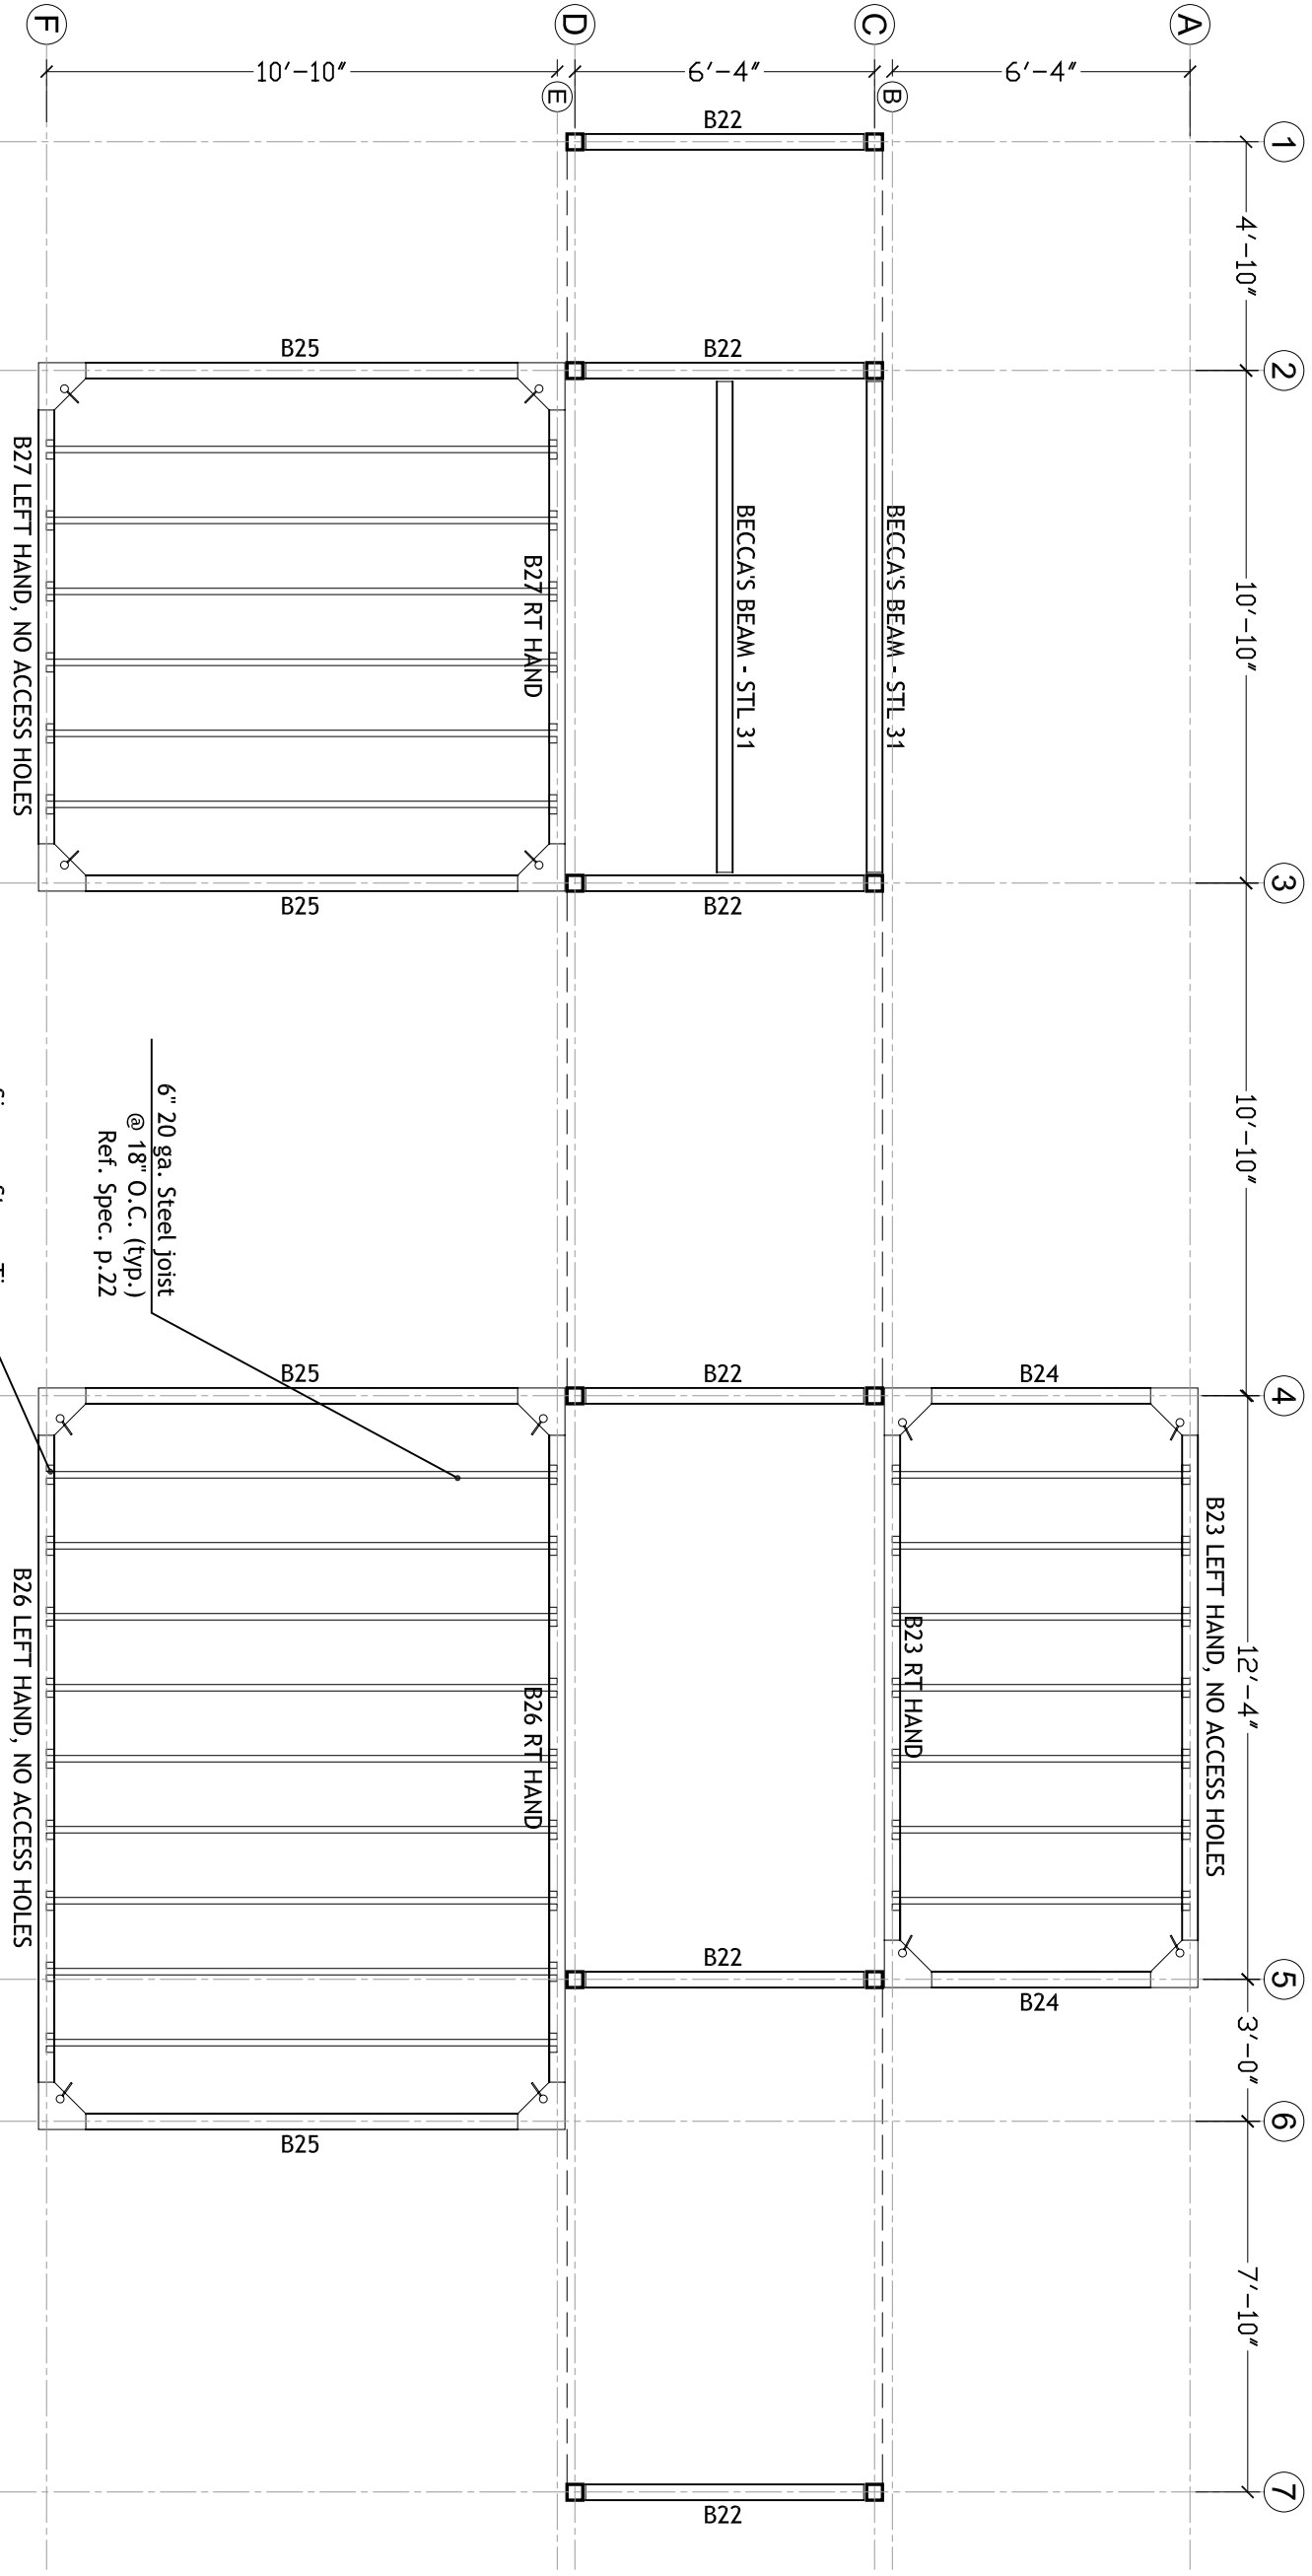 F
D
C
A
E
B
10'-10"
6'-4"
6'-4"
1
2
3
4
5
6
7
4'-10"
10'-10"
10'-10"
12'-4"
3'-0"
7'-10"
B22
B25
B22
BECCA'S BEAM - STL 31
BECCA'S BEAM - STL 31
B27 RT HAND
B27 LEFT HAND, NO ACCESS HOLES
B25
B22
6" 20 ga. Steel joist
@ 18" O.C. (typ.)
Ref. Spec. p.22
B25
B22
B24
B23 LEFT HAND, NO ACCESS HOLES
B23 RT HAND
B26 RT HAND
B26 LEFT HAND, NO ACCESS HOLES
B22
B24
B25
B22